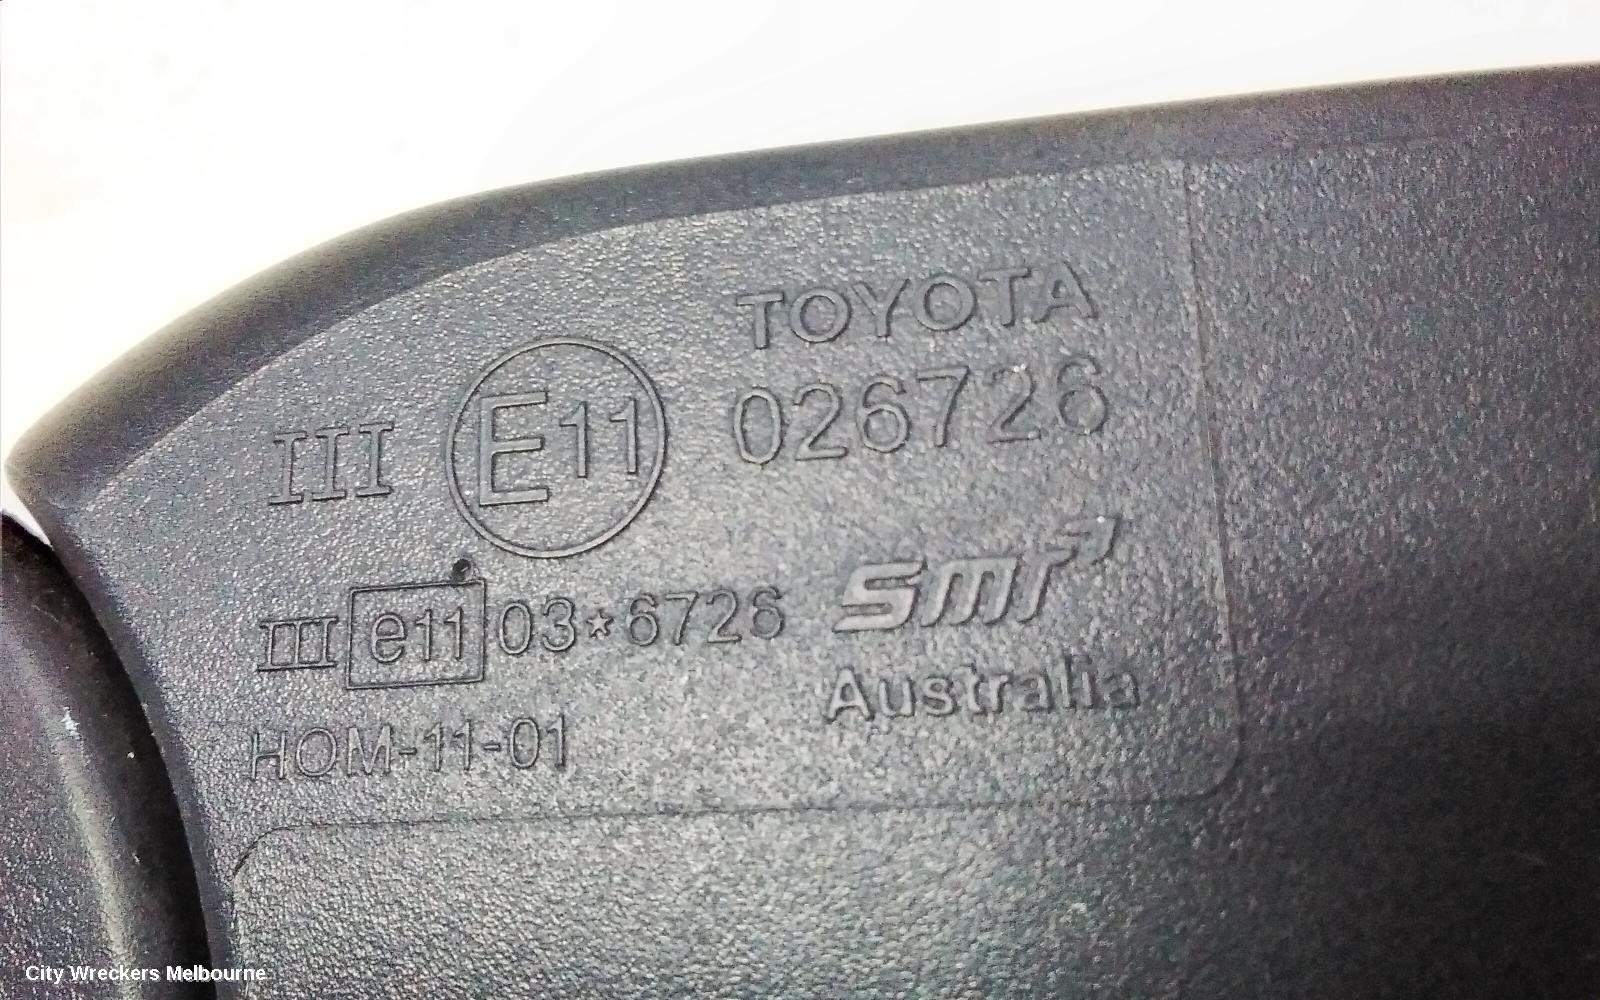 TOYOTA
III E11 026726
III e11 03*6726 smr
Australia
HOM-11-01
City Wreckers Melbourne